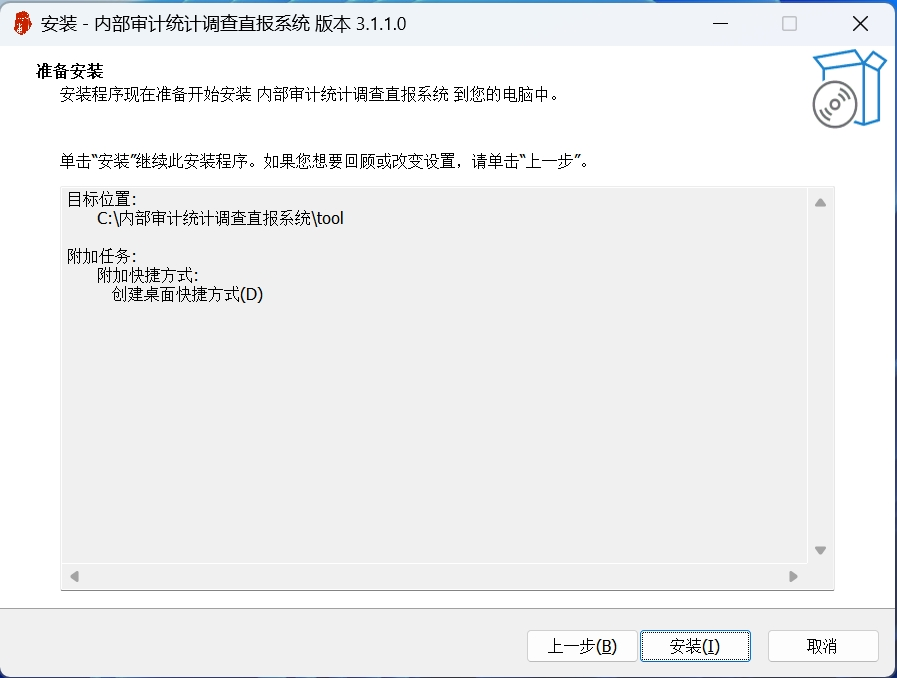 安装 - 内部审计统计调查直报系统 版本 3.1.1.0
准备安装
安装程序现在准备开始安装 内部审计统计调查直报系统 到您的电脑中。
单击“安装”继续此安装程序。如果您想要回顾或改变设置，请单击“上一步”。
目标位置:
C:\内部审计统计调查直报系统\tool
附加任务:
附加快捷方式:
创建桌面快捷方式(D)
上一步(B) 安装(I) 取消